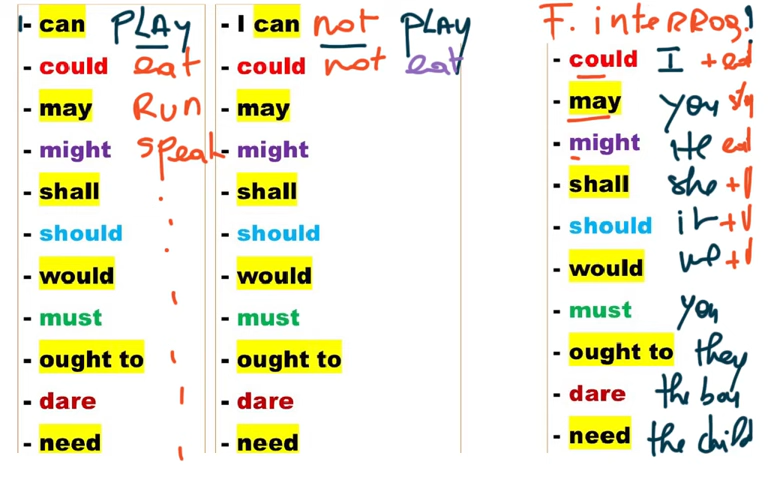 I- can PLAY
- could eat
- may Run
- might speak
- shall
- should
- would
- must
- ought to
- dare
- need
- I can not PLAY
- could not eat
- may
- might
- shall
- should
- would
- must
- ought to
- dare
- need
F. inteRRog!
- could I + eat
- may you
- might He eat
- shall she +
- should it +
- would we +
- must you
- ought to they
- dare the boy
- need the child